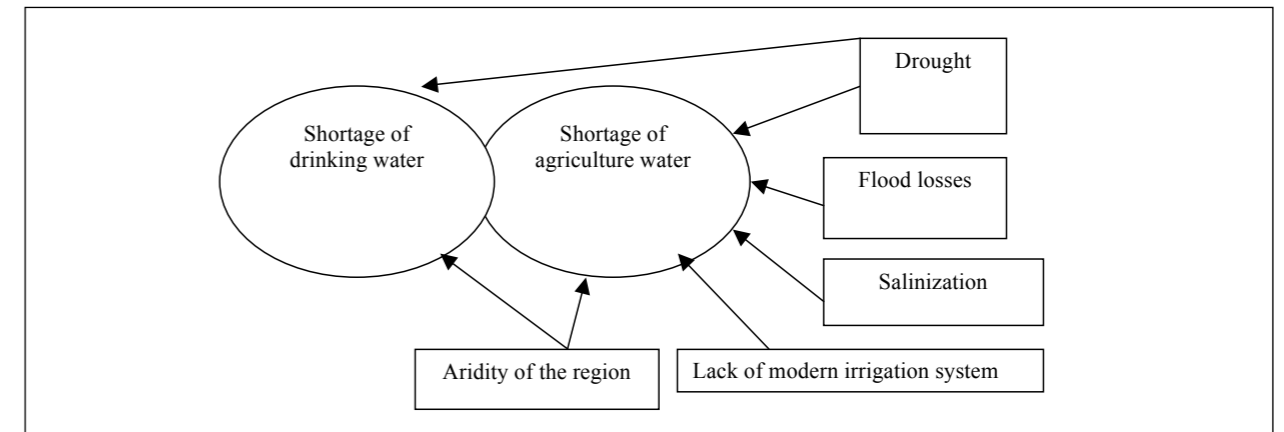 Drought
Shortage of
drinking water
Shortage of
agriculture water
Flood losses
Salinization
Aridity of the region
Lack of modern irrigation system